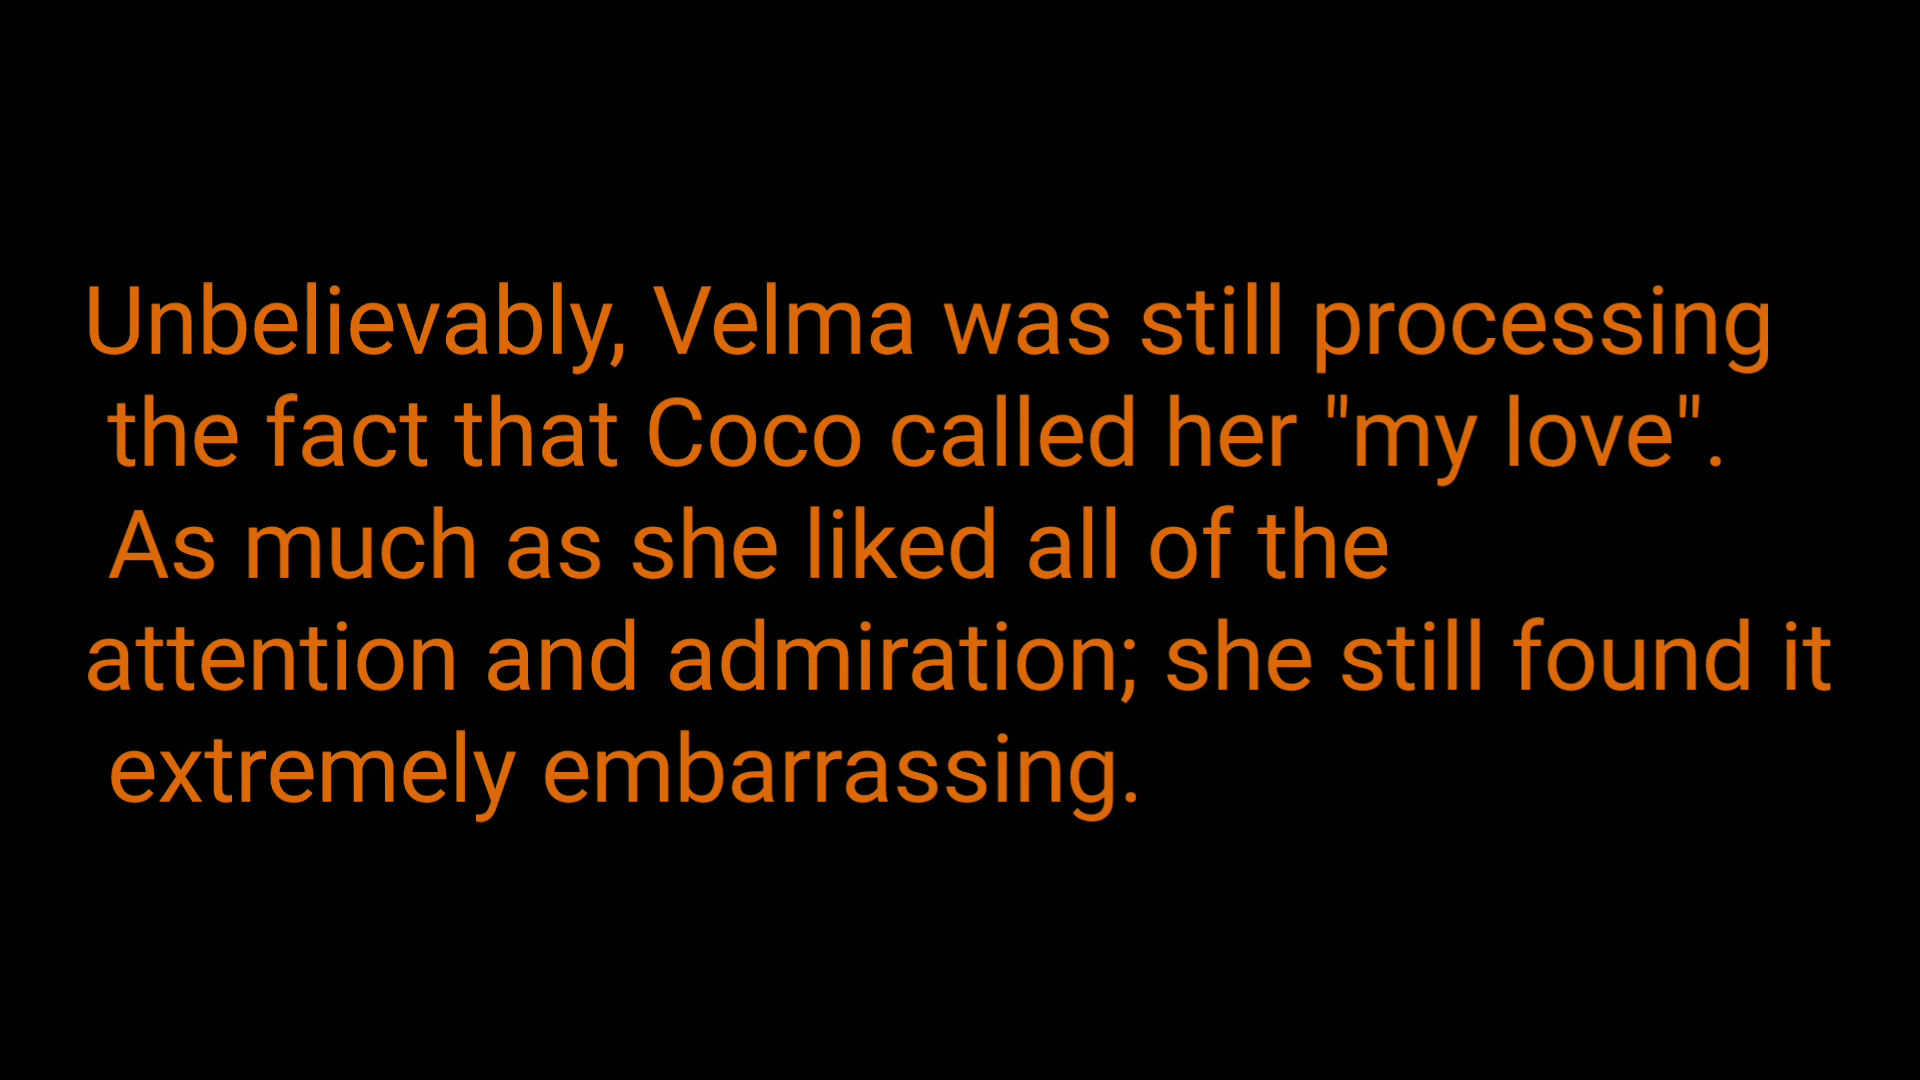 Unbelievably, Velma was still processing
the fact that Coco called her "my love".
As much as she liked all of the
attention and admiration; she still found it
extremely embarrassing.